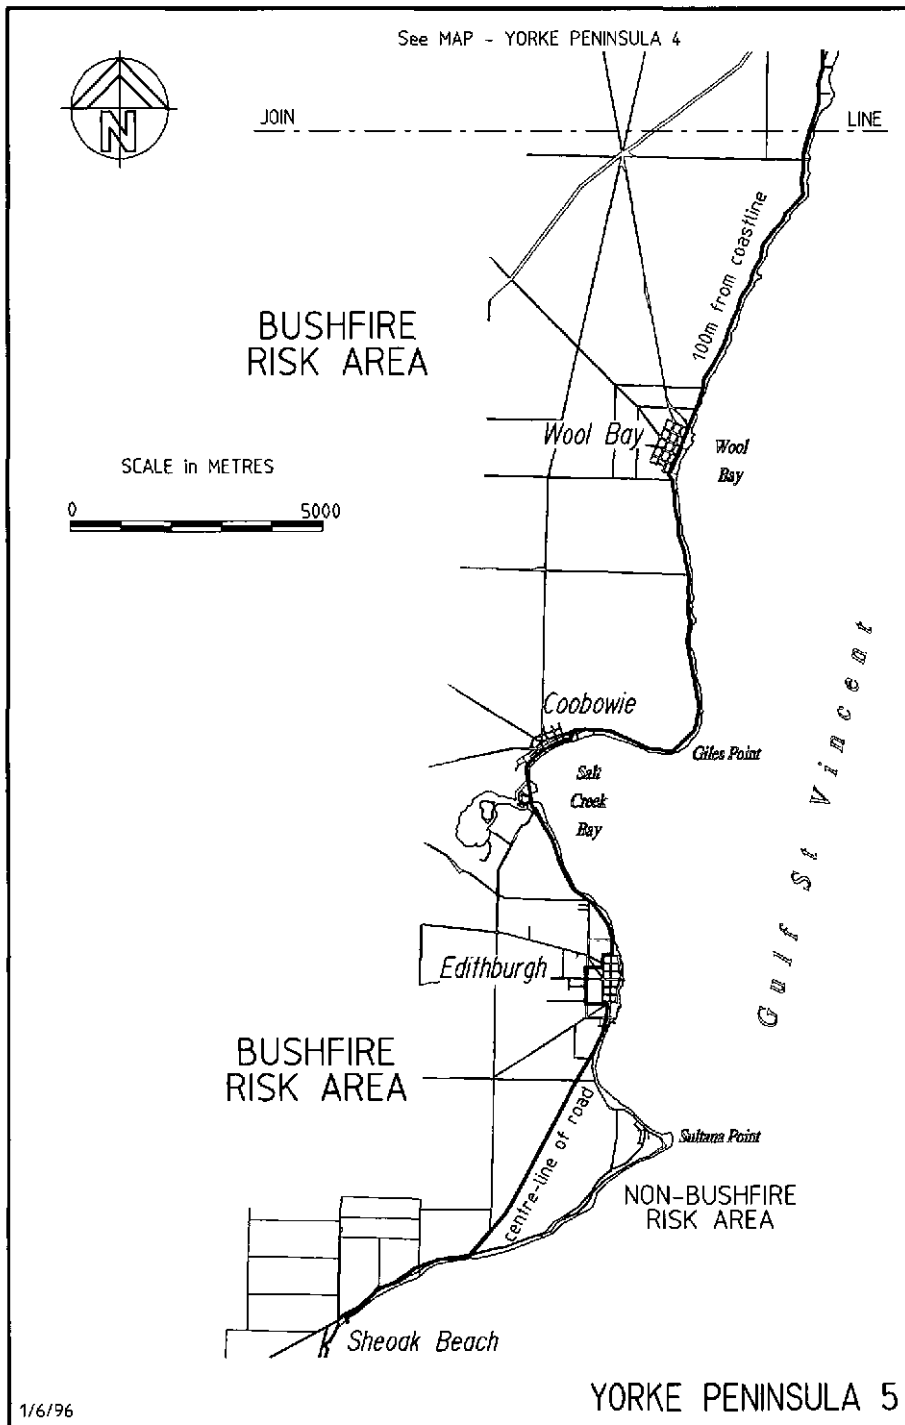 See MAP - YORKE PENINSULA 4
N
JOIN
LINE
100m from coastline
BUSHFIRE
RISK AREA
Wool Bay
Wool
Bay
SCALE in METRES
0
5000
Gulf St Vincent
Coobowie
Giles Point
Salt
Creek
Bay
Edithburgh
BUSHFIRE
RISK AREA
centre-line of road
Sultana Point
NON-BUSHFIRE
RISK AREA
Sheoak Beach
1/6/96
YORKE PENINSULA 5